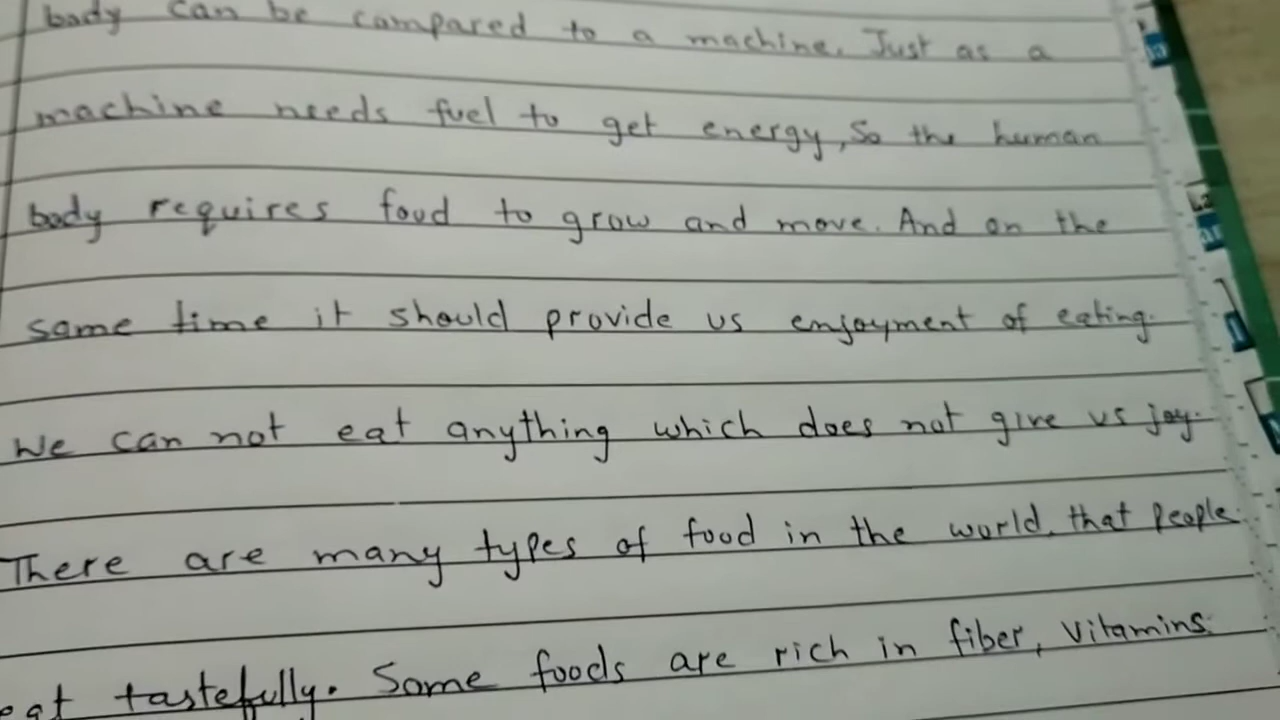 body can be compared to a machine. Just as a
machine needs fuel to get energy, So the human
body requires food to grow and move. And on the
same time it should provide us enjoyment of eating.
We can not eat anything which does not give us joy.
There are many types of food in the world, that people
eat tastefully. Some foods are rich in fiber, vitamins